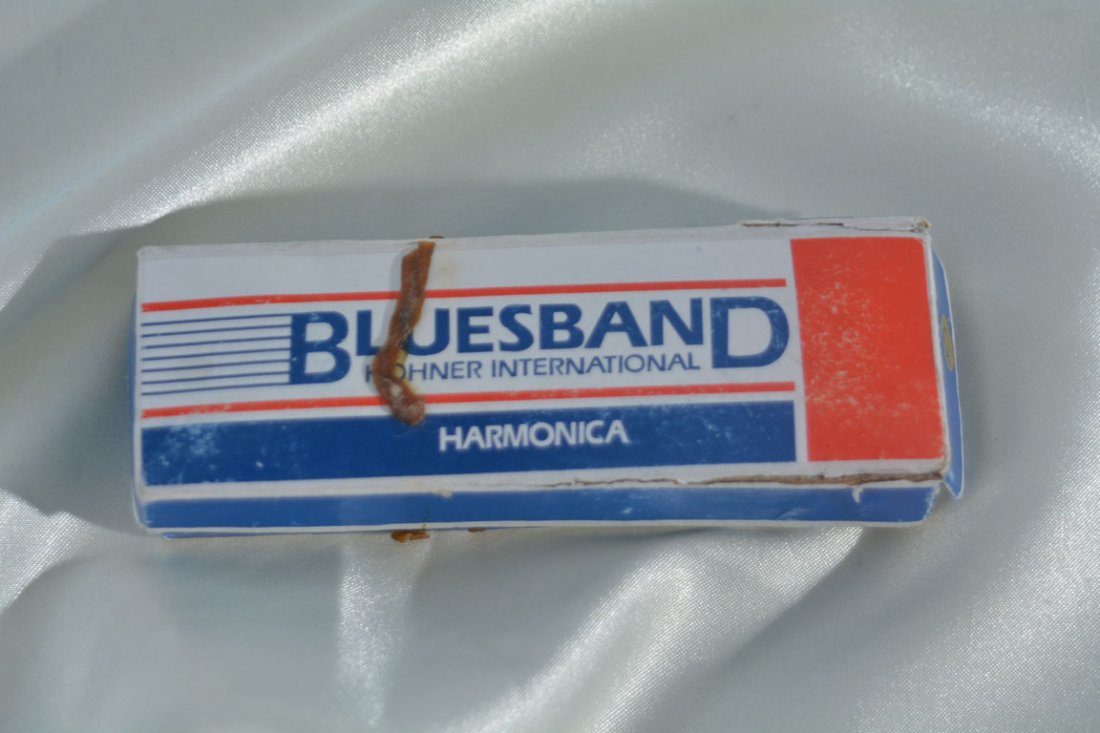 BLUESBAND
HOHNER INTERNATIONAL
HARMONICA